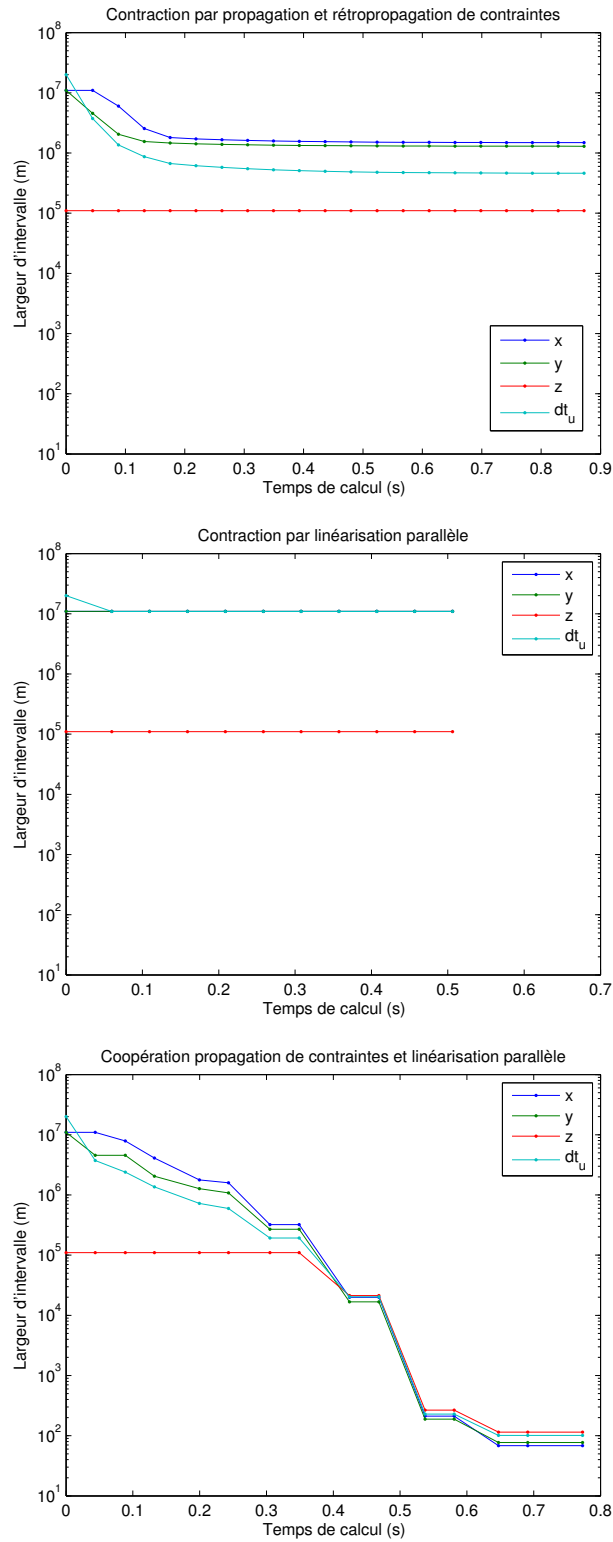 Contraction par propagation et rétropropagation de contraintes
10^8
10^7
10^6
10^5
10^4
10^3
10^2
10^1
Largeur d'intervalle (m)
x
y
z
dt_u
0 0.1 0.2 0.3 0.4 0.5 0.6 0.7 0.8 0.9
Temps de calcul (s)
Contraction par linéarisation parallèle
10^8
10^7
10^6
10^5
10^4
10^3
10^2
10^1
Largeur d'intervalle (m)
x
y
z
dt_u
0 0.1 0.2 0.3 0.4 0.5 0.6 0.7
Temps de calcul (s)
Coopération propagation de contraintes et linéarisation parallèle
10^8
10^7
10^6
10^5
10^4
10^3
10^2
10^1
Largeur d'intervalle (m)
x
y
z
dt_u
0 0.1 0.2 0.3 0.4 0.5 0.6 0.7 0.8
Temps de calcul (s)